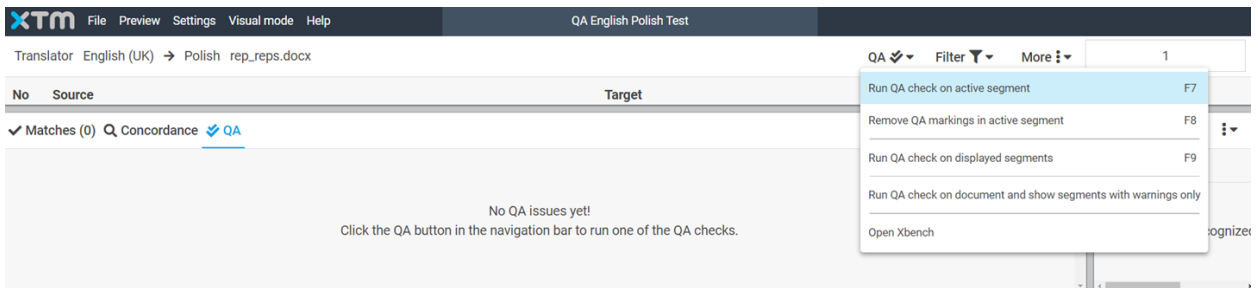 XTM File Preview Settings Visual mode Help QA English Polish Test
Translator English (UK) → Polish rep_reps.docx QA Filter More 1
No Source Target
Run QA check on active segment F7
Matches (0) Concordance QA
Remove QA markings in active segment F8
Run QA check on displayed segments F9
Run QA check on document and show segments with warnings only
No QA issues yet!
Click the QA button in the navigation bar to run one of the QA checks.
Open Xbench